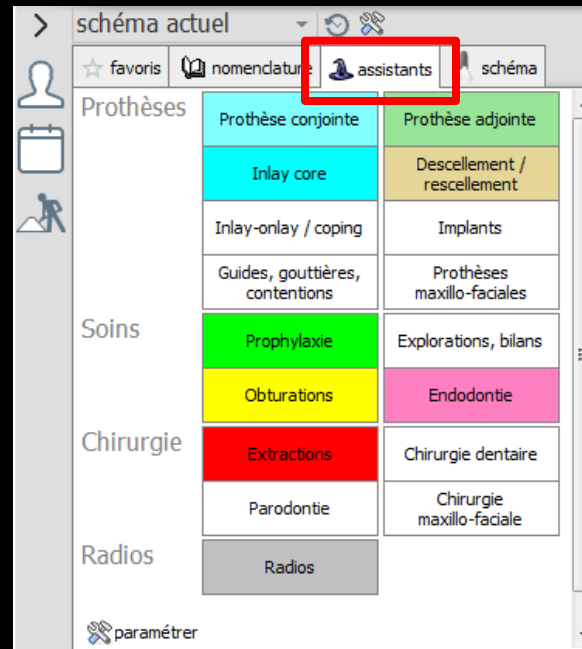 schéma actuel
favoris nomenclature assistants schéma
Prothèses
Prothèse conjointe
Prothèse adjointe
Inlay core
Descellement /
rescellement
Inlay-onlay / coping
Implants
Guides, gouttières,
contentions
Prothèses
maxillo-faciales
Soins
Prophylaxie
Explorations, bilans
Obturations
Endodontie
Chirurgie
Extractions
Chirurgie dentaire
Parodontie
Chirurgie
maxillo-faciale
Radios
Radios
paramétrer